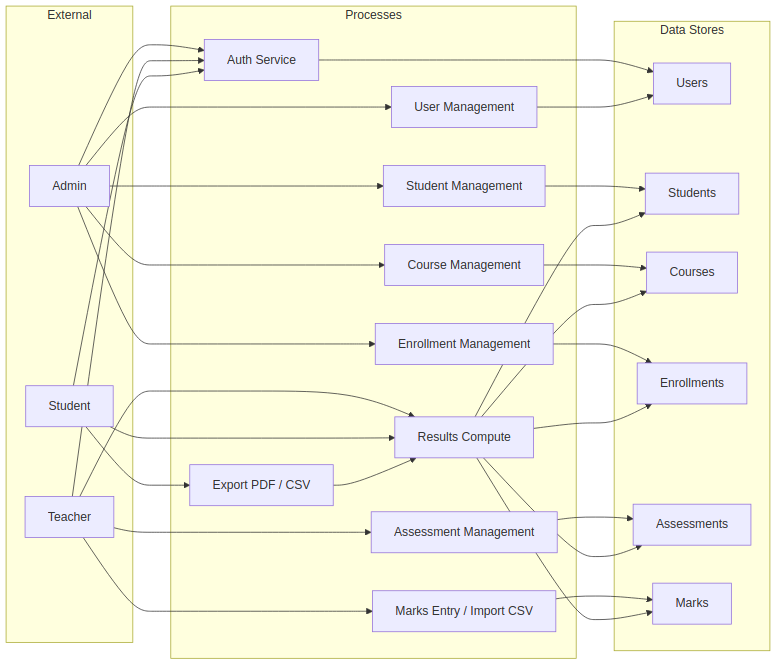 External
Admin
Student
Teacher
Processes
Auth Service
User Management
Student Management
Course Management
Enrollment Management
Results Compute
Export PDF / CSV
Assessment Management
Marks Entry / Import CSV
Data Stores
Users
Students
Courses
Enrollments
Assessments
Marks